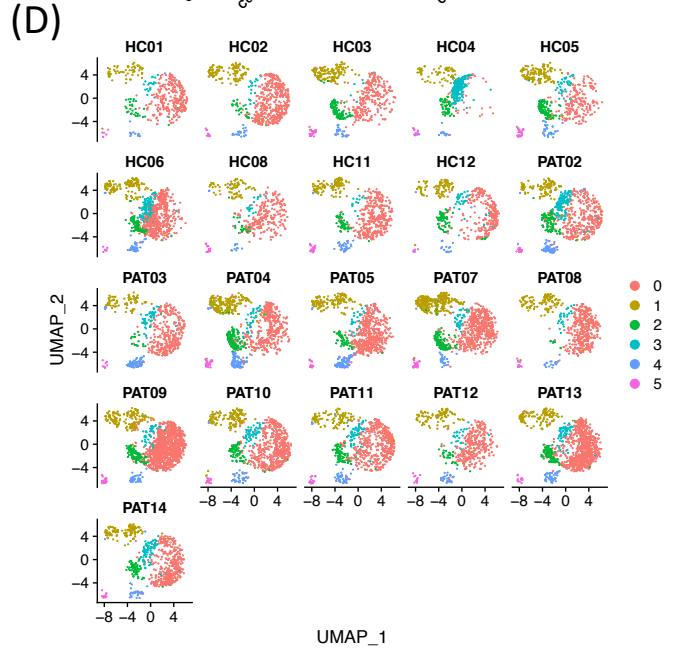 (D)
HC01 HC02 HC03 HC04 HC05
4
0
−4
HC06 HC08 HC11 HC12 PAT02
4
0
−4
PAT03 PAT04 PAT05 PAT07 PAT08
4
0
−4
UMAP_2
0
1
2
3
4
5
PAT09 PAT10 PAT11 PAT12 PAT13
4
0
−4
−8 −4 0 4 −8 −4 0 4 −8 −4 0 4 −8 −4 0 4
PAT14
4
0
−4
−8 −4 0 4
UMAP_1